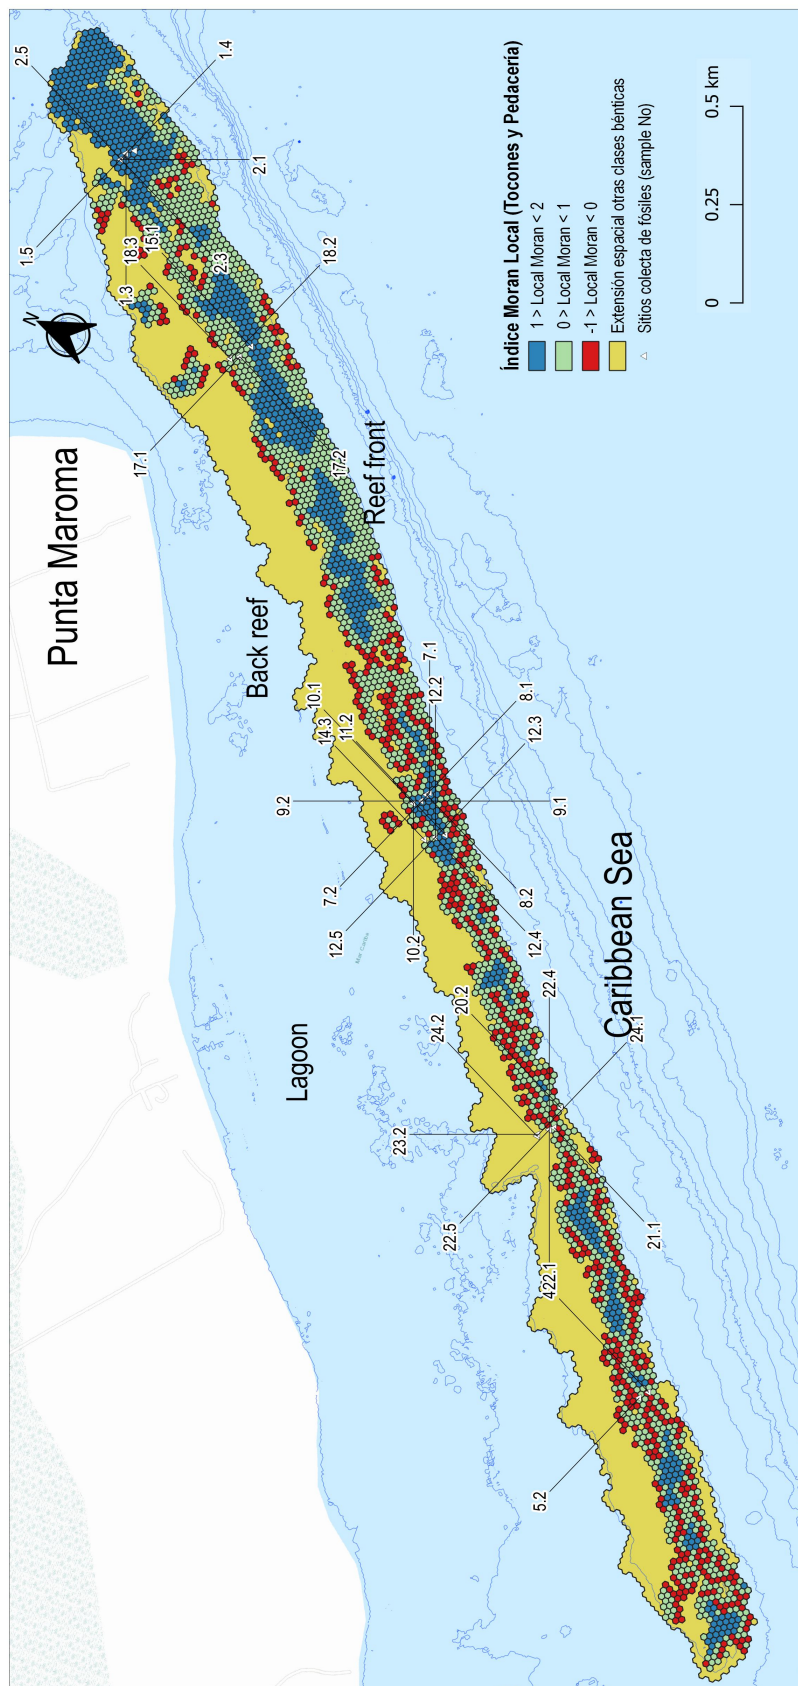 2.5
1.4
1.5
2.1
18.3
15.1
1.3
2.3
18.2
N
17.1
17.2
Punta Maroma
Reef front
Back reef
7.1
10.1
12.2
11.2
14.3
8.1
12.3
9.2
9.1
7.2
8.2
12.5
10.2
12.4
Mar Caribe
Caribbean Sea
Lagoon
22.4
20.2
24.2
24.1
23.2
22.5
21.1
422.1
5.2
Índice Moran Local (Tocones y Pedacería)
1 > Local Moran < 2
0 > Local Moran < 1
-1 > Local Moran < 0
Extensión espacial otras clases bénticas
Sitios colecta de fósiles (sample No)
0 0.25 0.5 km